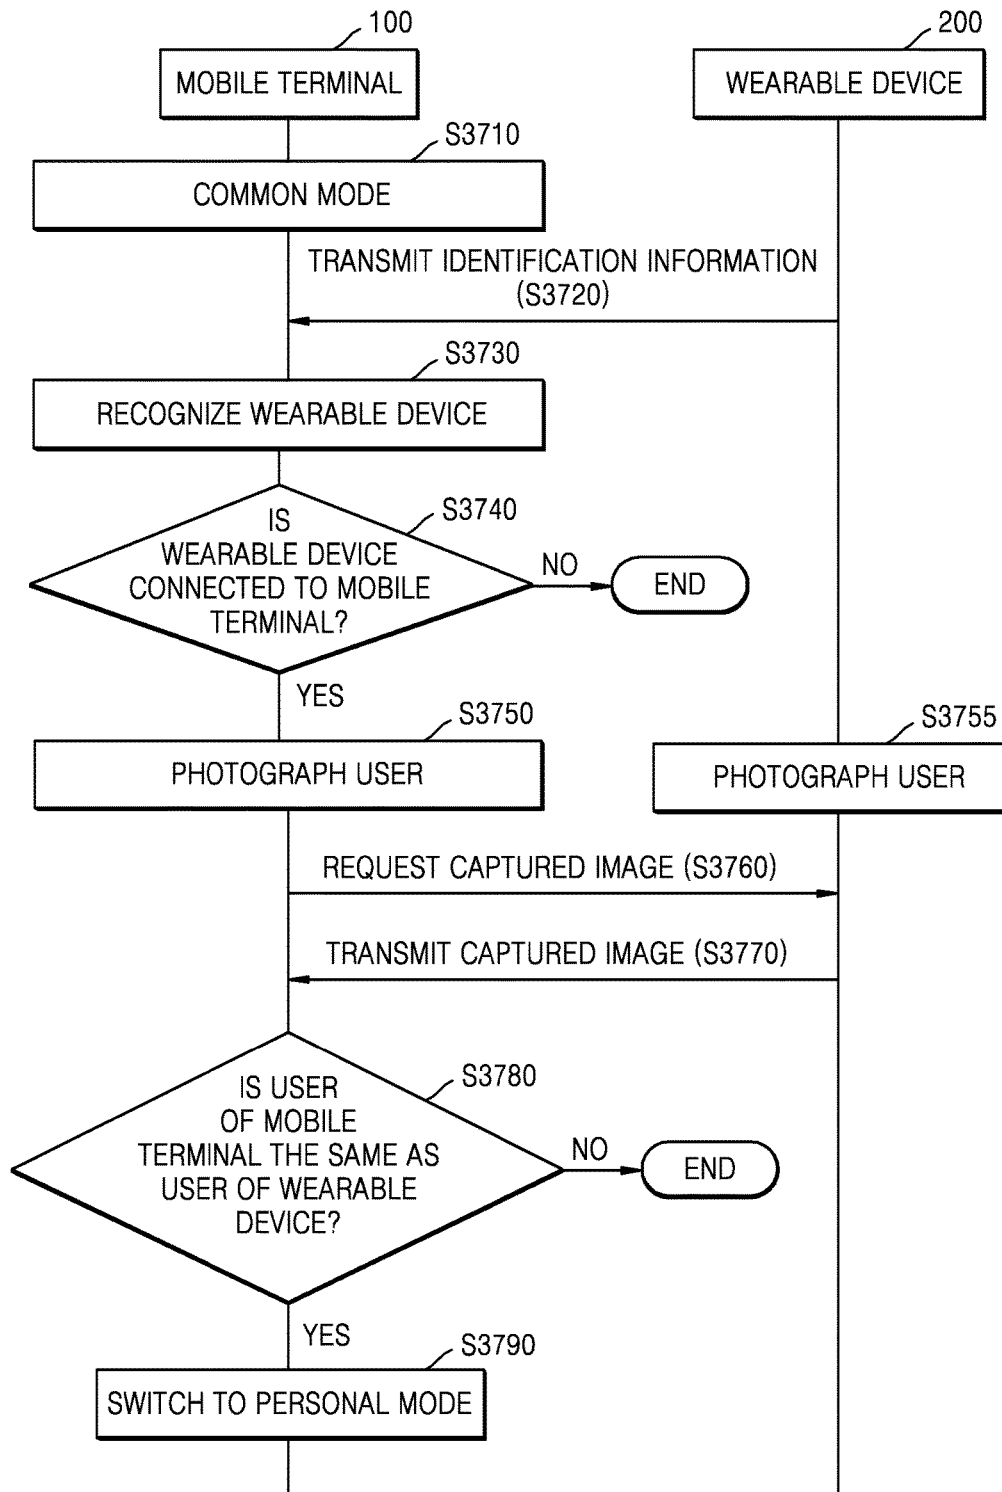 100
200
MOBILE TERMINAL
WEARABLE DEVICE
S3710
COMMON MODE
TRANSMIT IDENTIFICATION INFORMATION
(S3720)
S3730
RECOGNIZE WEARABLE DEVICE
S3740
IS
WEARABLE DEVICE
CONNECTED TO MOBILE
TERMINAL?
NO
END
YES
S3750
S3755
PHOTOGRAPH USER
PHOTOGRAPH USER
REQUEST CAPTURED IMAGE (S3760)
TRANSMIT CAPTURED IMAGE (S3770)
S3780
IS USER
OF MOBILE
TERMINAL THE SAME AS
USER OF WEARABLE
DEVICE?
NO
END
YES
S3790
SWITCH TO PERSONAL MODE